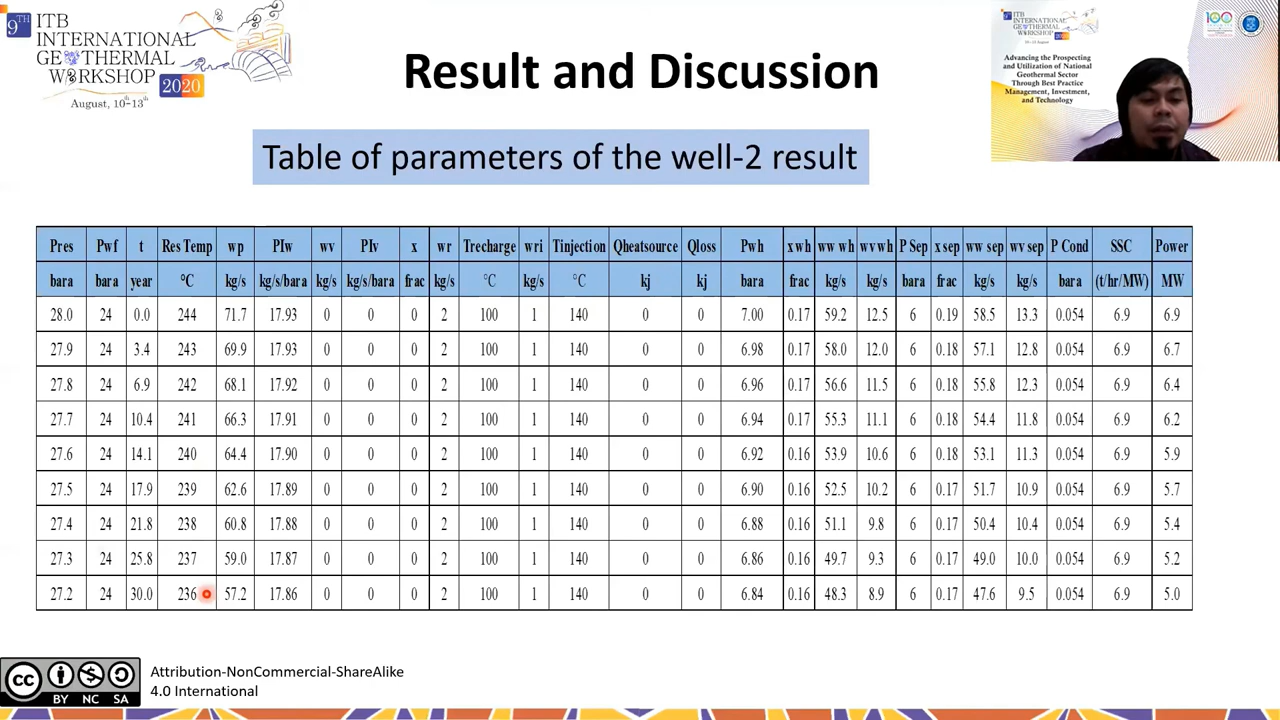 9TH
ITB
INTERNATIONAL
GEOTHERMAL
WORKSHOP
2020
August, 10th-13th
Result and Discussion
Advancing the Prospecting
and Utilization of National
Geothermal Sector
Through Best Practice
Management, Investment,
and Technology
Table of parameters of the well-2 result
Pres Pwf t Res Temp wp PIw wv PIv x wr Trecharge wri Tinjection Qheatsource Qloss Pwh x wh ww wh wv wh P Sep x sep ww sep wv sep P Cond SSC Power
bara bara year °C kg/s kg/s/bara kg/s kg/s/bara frac kg/s °C kg/s °C kj kj bara frac kg/s kg/s bara frac kg/s kg/s bara (t/hr/MW) MW
28.0 24 0.0 244 71.7 17.93 0 0 0 2 100 1 140 0 0 7.00 0.17 59.2 12.5 6 0.19 58.5 13.3 0.054 6.9 6.9
27.9 24 3.4 243 69.9 17.93 0 0 0 2 100 1 140 0 0 6.98 0.17 58.0 12.0 6 0.18 57.1 12.8 0.054 6.9 6.7
27.8 24 6.9 242 68.1 17.92 0 0 0 2 100 1 140 0 0 6.96 0.17 56.6 11.5 6 0.18 55.8 12.3 0.054 6.9 6.4
27.7 24 10.4 241 66.3 17.91 0 0 0 2 100 1 140 0 0 6.94 0.17 55.3 11.1 6 0.18 54.4 11.8 0.054 6.9 6.2
27.6 24 14.1 240 64.4 17.90 0 0 0 2 100 1 140 0 0 6.92 0.16 53.9 10.6 6 0.18 53.1 11.3 0.054 6.9 5.9
27.5 24 17.9 239 62.6 17.89 0 0 0 2 100 1 140 0 0 6.90 0.16 52.5 10.2 6 0.17 51.7 10.9 0.054 6.9 5.7
27.4 24 21.8 238 60.8 17.88 0 0 0 2 100 1 140 0 0 6.88 0.16 51.1 9.8 6 0.17 50.4 10.4 0.054 6.9 5.4
27.3 24 25.8 237 59.0 17.87 0 0 0 2 100 1 140 0 0 6.86 0.16 49.7 9.3 6 0.17 49.0 10.0 0.054 6.9 5.2
27.2 24 30.0 236 57.2 17.86 0 0 0 2 100 1 140 0 0 6.84 0.16 48.3 8.9 6 0.17 47.6 9.5 0.054 6.9 5.0
cc BY NC SA
Attribution-NonCommercial-ShareAlike
4.0 International